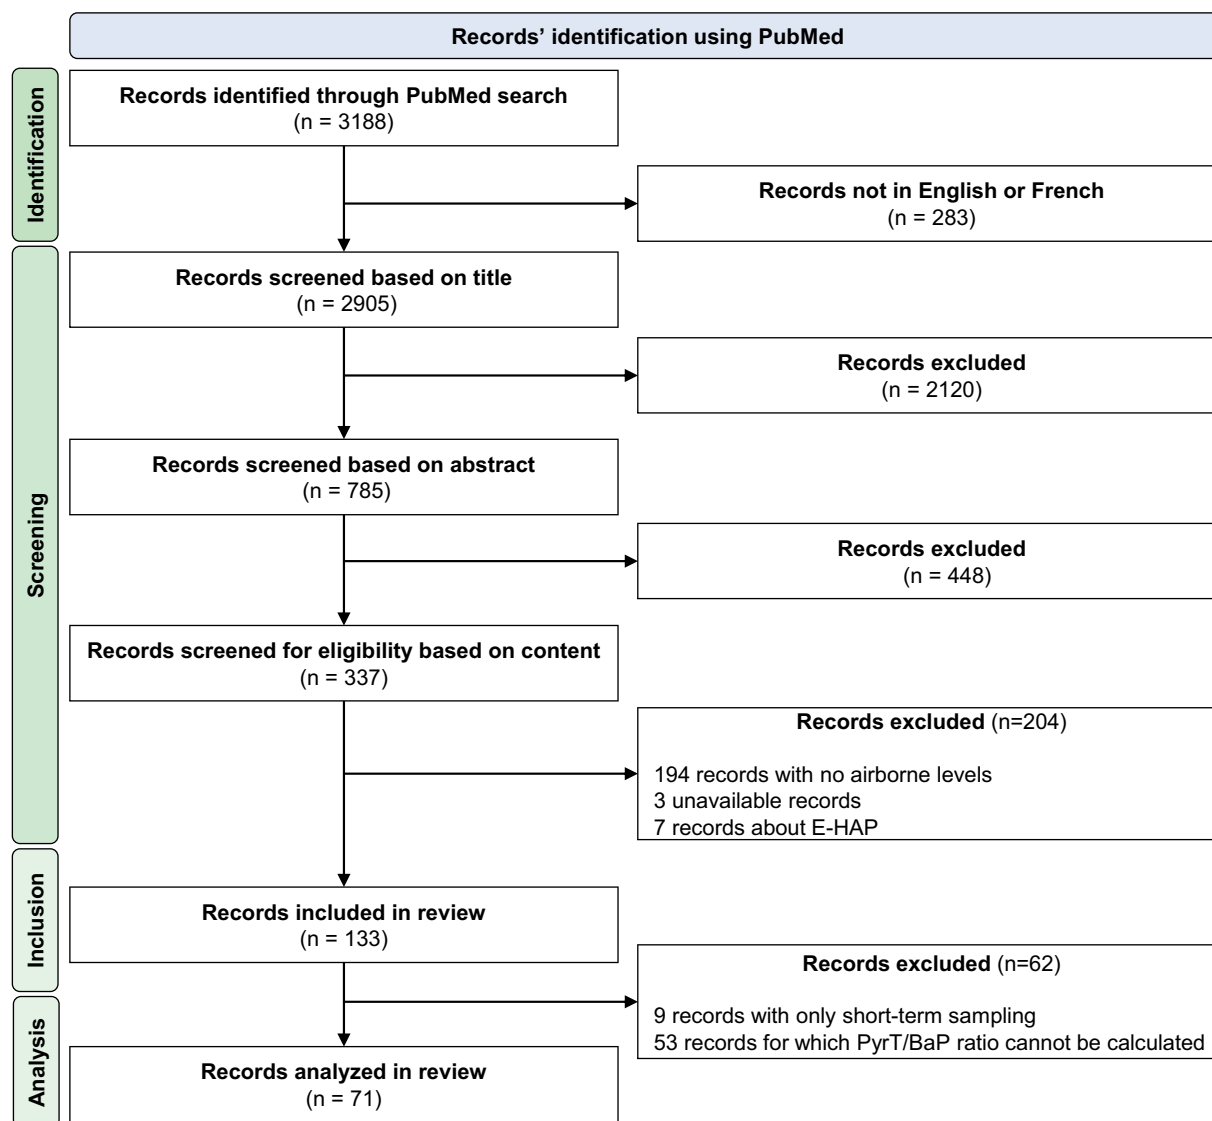 Records’ identification using PubMed
Identification
Records identified through PubMed search
(n = 3188)
Records not in English or French
(n = 283)
Screening
Records screened based on title
(n = 2905)
Records excluded
(n = 2120)
Records screened based on abstract
(n = 785)
Records excluded
(n = 448)
Records screened for eligibility based on content
(n = 337)
Records excluded (n=204)
194 records with no airborne levels
3 unavailable records
7 records about E-HAP
Inclusion
Records included in review
(n = 133)
Records excluded (n=62)
9 records with only short-term sampling
53 records for which PyrT/BaP ratio cannot be calculated
Analysis
Records analyzed in review
(n = 71)